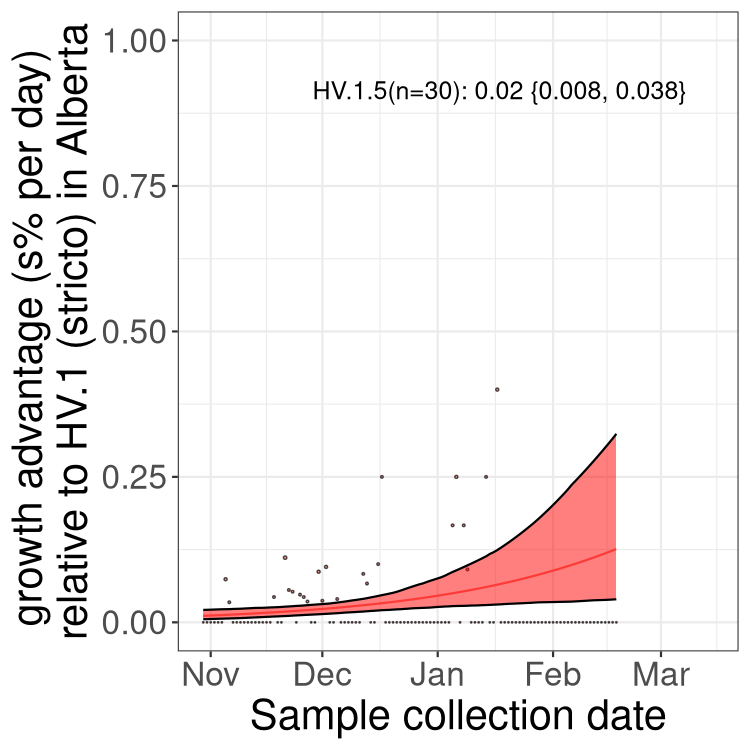 growth advantage (s% per day)
relative to HV.1 (stricto) in Alberta
1.00
0.75
0.50
0.25
0.00
HV.1.5(n=30): 0.02 {0.008, 0.038}
Nov Dec Jan Feb Mar
Sample collection date